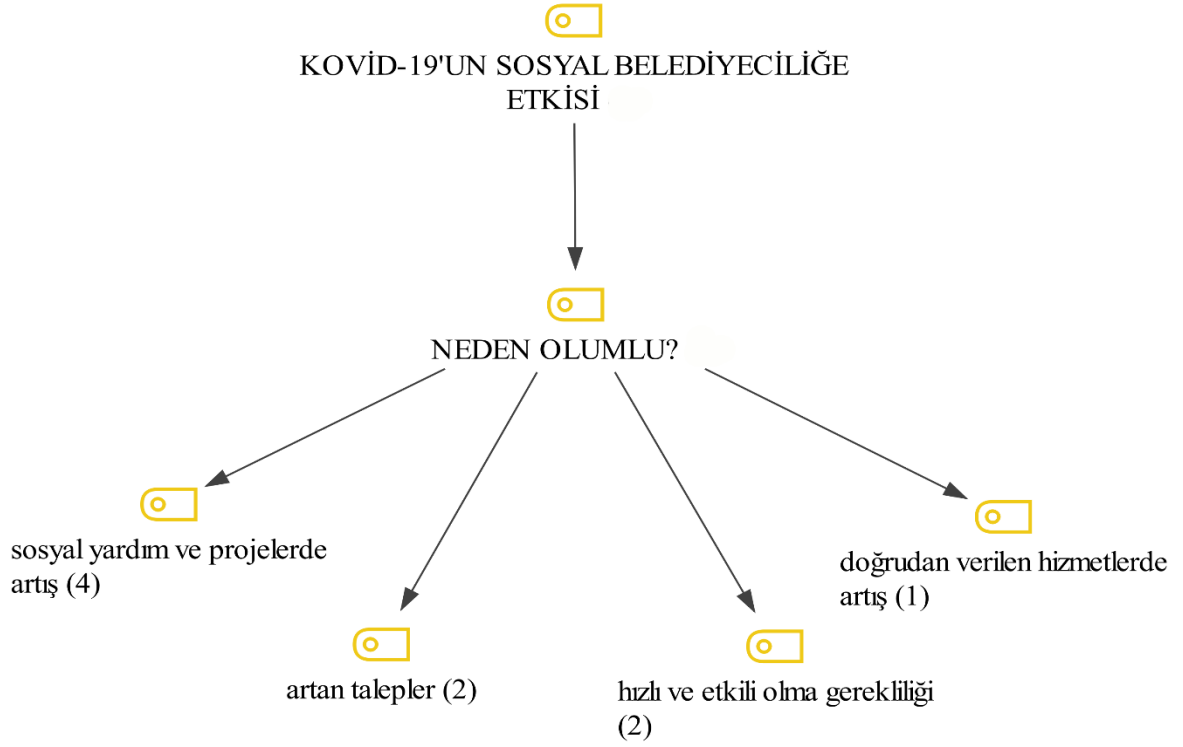 KOVİD-19'UN SOSYAL BELEDİYECİLİĞE
ETKİSİ
NEDEN OLUMLU?
sosyal yardım ve projelerde
artış (4)
artan talepler (2)
hızlı ve etkili olma gerekliliği
(2)
doğrudan verilen hizmetlerde
artış (1)